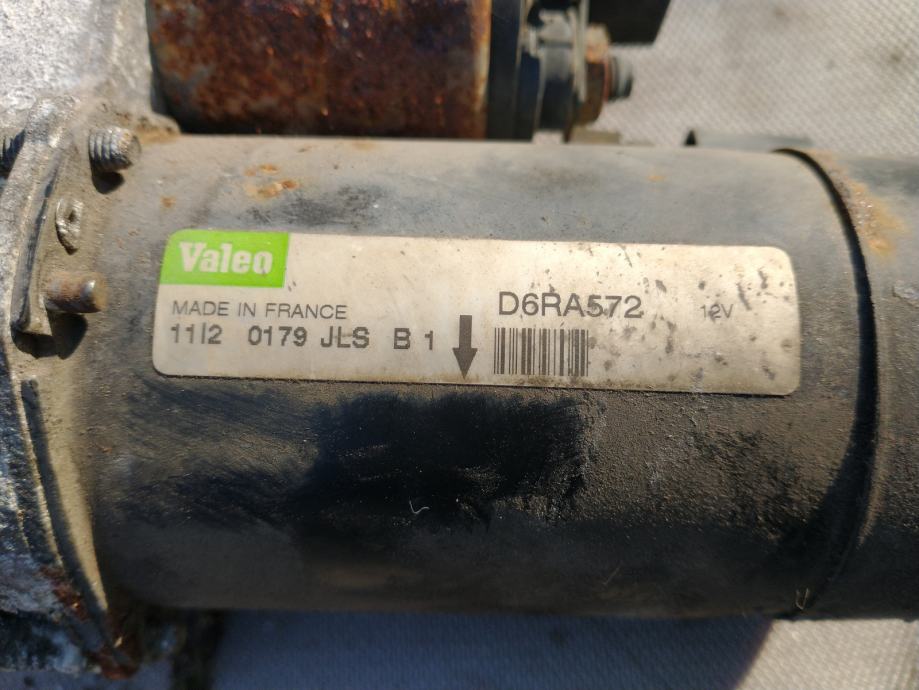 Valeo
MADE IN FRANCE
D6RA572 12V
11|2 0179 JLS B 1